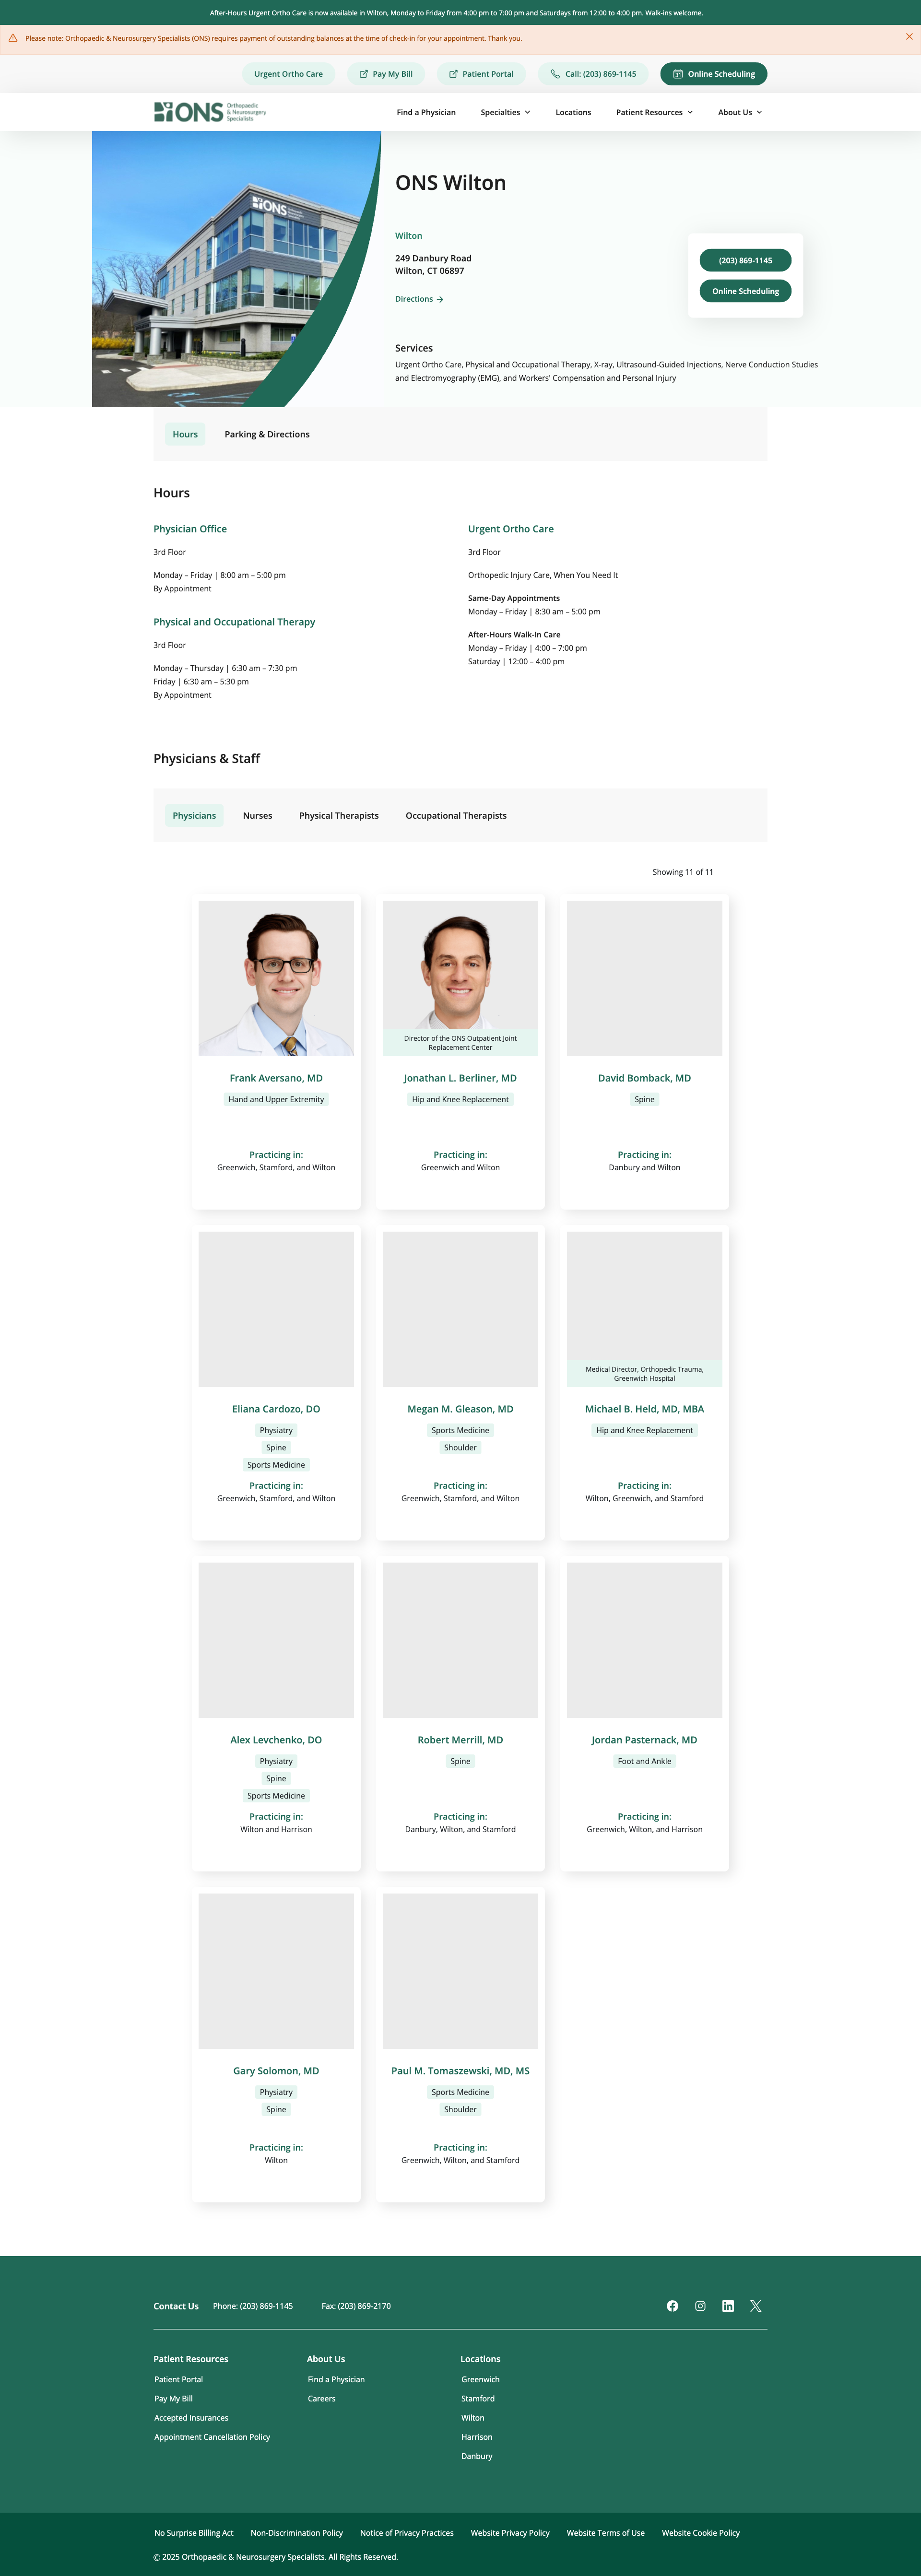 After-Hours Urgent Ortho Care is now available in Wilton, Monday to Friday from 4:00 pm to 7:00 pm and Saturdays from 12:00 to 4:00 pm. Walk-ins welcome.
Please note: Orthopaedic & Neurosurgery Specialists (ONS) requires payment of outstanding balances at the time of check-in for your appointment. Thank you.
Urgent Ortho Care
Pay My Bill
Patient Portal
Call: (203) 869-1145
Online Scheduling
ONS Orthopaedic
& Neurosurgery
Specialists
Find a Physician
Specialties
Locations
Patient Resources
About Us
ONS
ONS Wilton
Wilton
249 Danbury Road
Wilton, CT 06897
Directions
(203) 869-1145
Online Scheduling
Services
Urgent Ortho Care, Physical and Occupational Therapy, X-ray, Ultrasound-Guided Injections, Nerve Conduction Studies
and Electromyography (EMG), and Workers' Compensation and Personal Injury
Hours
Parking & Directions
Hours
Physician Office
3rd Floor
Monday – Friday | 8:00 am – 5:00 pm
By Appointment
Physical and Occupational Therapy
3rd Floor
Monday – Thursday | 6:30 am – 7:30 pm
Friday | 6:30 am – 5:30 pm
By Appointment
Urgent Ortho Care
3rd Floor
Orthopedic Injury Care, When You Need It
Same-Day Appointments
Monday – Friday | 8:30 am – 5:00 pm
After-Hours Walk-In Care
Monday – Friday | 4:00 – 7:00 pm
Saturday | 12:00 – 4:00 pm
Physicians & Staff
Physicians
Nurses
Physical Therapists
Occupational Therapists
Showing 11 of 11
Frank Aversano, MD
Hand and Upper Extremity
Practicing in:
Greenwich, Stamford, and Wilton
Director of the ONS Outpatient Joint
Replacement Center
Jonathan L. Berliner, MD
Hip and Knee Replacement
Practicing in:
Greenwich and Wilton
David Bomback, MD
Spine
Practicing in:
Danbury and Wilton
Eliana Cardozo, DO
Physiatry
Spine
Sports Medicine
Practicing in:
Greenwich, Stamford, and Wilton
Megan M. Gleason, MD
Sports Medicine
Shoulder
Practicing in:
Greenwich, Stamford, and Wilton
Medical Director, Orthopedic Trauma,
Greenwich Hospital
Michael B. Held, MD, MBA
Hip and Knee Replacement
Practicing in:
Wilton, Greenwich, and Stamford
Alex Levchenko, DO
Physiatry
Spine
Sports Medicine
Practicing in:
Wilton and Harrison
Robert Merrill, MD
Spine
Practicing in:
Danbury, Wilton, and Stamford
Jordan Pasternack, MD
Foot and Ankle
Practicing in:
Greenwich, Wilton, and Harrison
Gary Solomon, MD
Physiatry
Spine
Practicing in:
Wilton
Paul M. Tomaszewski, MD, MS
Sports Medicine
Shoulder
Practicing in:
Greenwich, Wilton, and Stamford
Contact Us
Phone: (203) 869-1145
Fax: (203) 869-2170
Patient Resources
Patient Portal
Pay My Bill
Accepted Insurances
Appointment Cancellation Policy
About Us
Find a Physician
Careers
Locations
Greenwich
Stamford
Wilton
Harrison
Danbury
No Surprise Billing Act
Non-Discrimination Policy
Notice of Privacy Practices
Website Privacy Policy
Website Terms of Use
Website Cookie Policy
© 2025 Orthopaedic & Neurosurgery Specialists. All Rights Reserved.